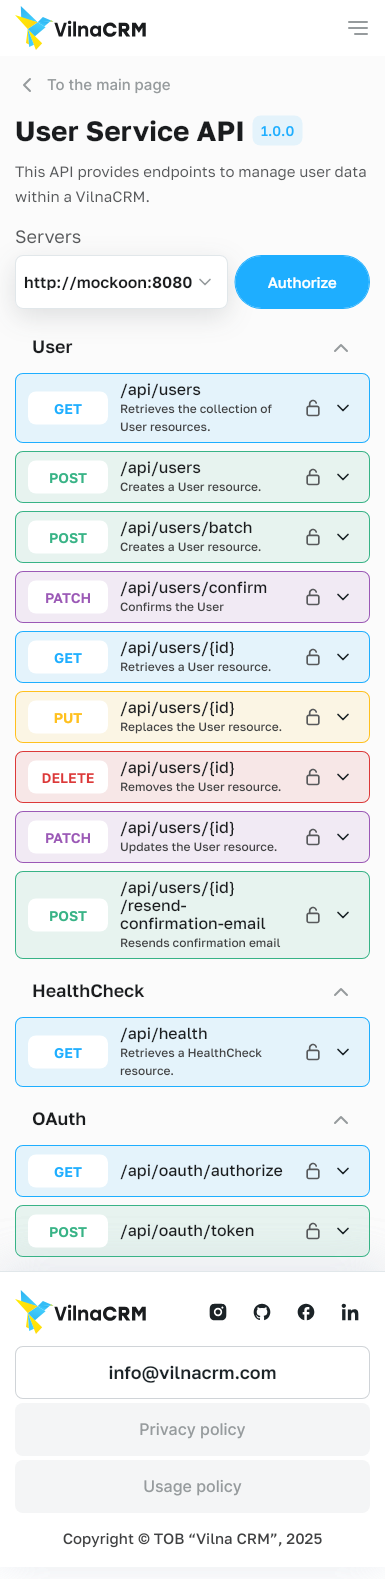 VilnaCRM
To the main page
User Service API 1.0.0
This API provides endpoints to manage user data
within a VilnaCRM.
Servers
http://mockoon:8080
Authorize
User
GET
/api/users
Retrieves the collection of
User resources.
POST
/api/users
Creates a User resource.
POST
/api/users/batch
Creates a User resource.
PATCH
/api/users/confirm
Confirms the User
GET
/api/users/{id}
Retrieves a User resource.
PUT
/api/users/{id}
Replaces the User resource.
DELETE
/api/users/{id}
Removes the User resource.
PATCH
/api/users/{id}
Updates the User resource.
POST
/api/users/{id}
/resend-
confirmation-email
Resends confirmation email
HealthCheck
GET
/api/health
Retrieves a HealthCheck
resource.
OAuth
GET
/api/oauth/authorize
POST
/api/oauth/token
VilnaCRM
info@vilnacrm.com
Privacy policy
Usage policy
Copyright © ТОВ “Vilna CRM”, 2025